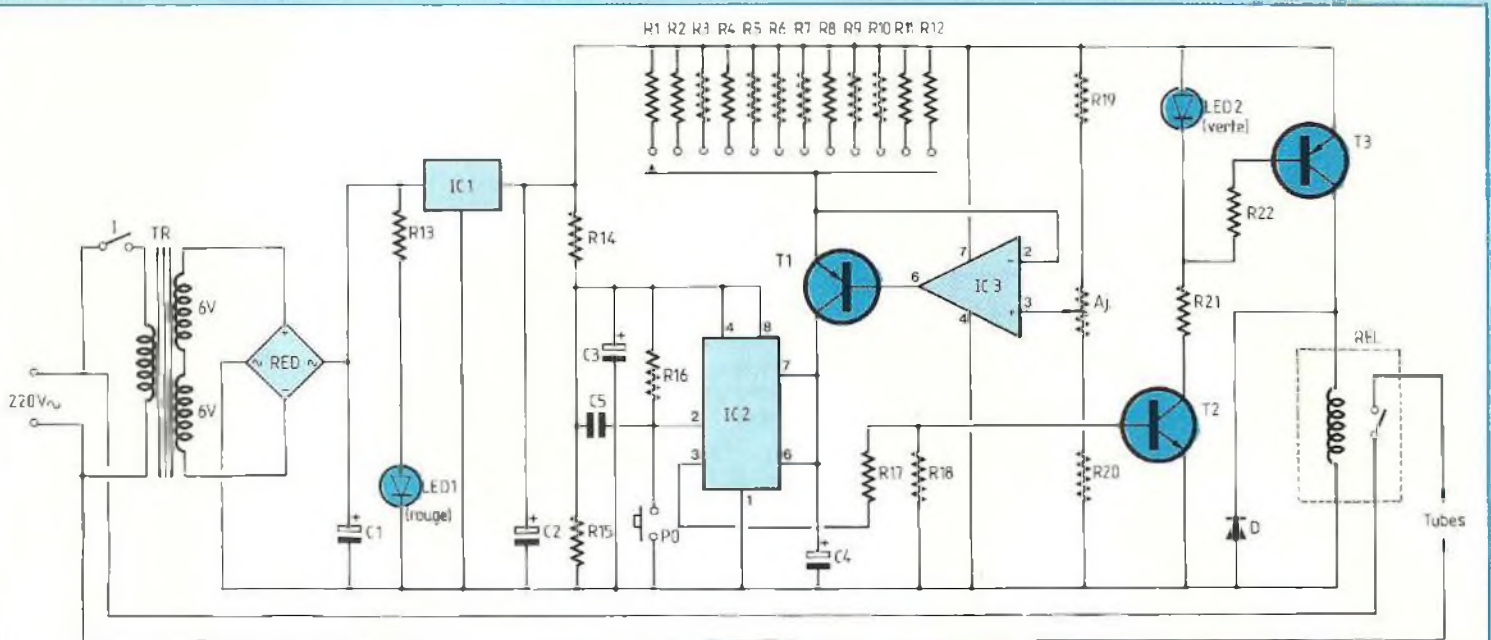 R1 R2 R3 R4 R5 R6 R7 R8 R9 R10 R11 R12
I
TR
6V
6V
220V~
~ + ~ -
RED
IC1
R13
LED1
(rouge)
+
C1
+
C2
R14
R15
C3
+
C5
R16
PO
IC2
4
8
7
2
3
6
1
+
C4
T1
6
7
4
IC3
2
-
3
+
R19
Aj.
R20
R17
R18
LED2
(verte)
R21
R22
T2
T3
REL
D
Tubes